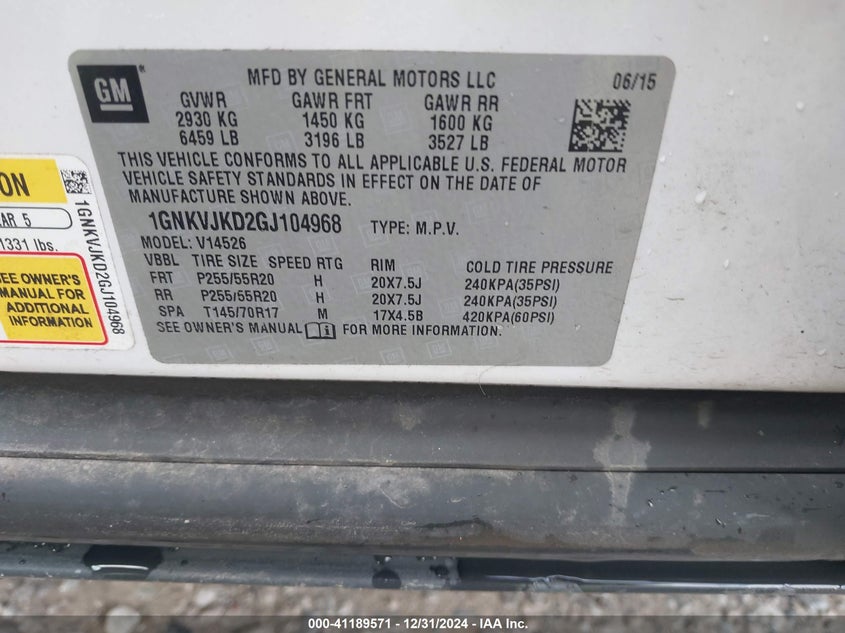 GM
MFD BY GENERAL MOTORS LLC 06/15
GVWR GAWR FRT GAWR RR
2930 KG 1450 KG 1600 KG
6459 LB 3196 LB 3527 LB
THIS VEHICLE CONFORMS TO ALL APPLICABLE U.S. FEDERAL MOTOR
VEHICLE SAFETY STANDARDS IN EFFECT ON THE DATE OF
MANUFACTURE SHOWN ABOVE.
1GNKVJKD2GJ104968 TYPE: M.P.V.
MODEL: V14526
VBBL TIRE SIZE SPEED RTG RIM COLD TIRE PRESSURE
FRT P255/55R20 H 20X7.5J 240KPA(35PSI)
RR P255/55R20 H 20X7.5J 240KPA(35PSI)
SPA T145/70R17 M 17X4.5B 420KPA(60PSI)
SEE OWNER'S MANUAL FOR MORE INFORMATION.
ON
AR 5
1331 lbs.
SEE OWNER'S
MANUAL FOR
ADDITIONAL
INFORMATION
1GNKVJKD2GJ104968
000-41189571 - 12/31/2024 - IAA Inc.